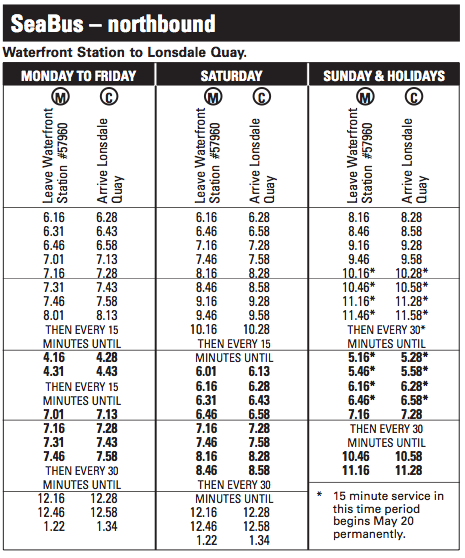 SeaBus – northbound
Waterfront Station to Lonsdale Quay.
MONDAY TO FRIDAY SATURDAY SUNDAY & HOLIDAYS
M C M C M C
Leave Waterfront
Station #57960
Arrive Lonsdale
Quay
Leave Waterfront
Station #57960
Arrive Lonsdale
Quay
Leave Waterfront
Station #57960
Arrive Lonsdale
Quay
6.16 6.28 6.16 6.28 8.16 8.28
6.31 6.43 6.46 6.58 8.46 8.58
6.46 6.58 7.16 7.28 9.16 9.28
7.01 7.13 7.46 7.58 9.46 9.58
7.16 7.28 8.16 8.28 10.16* 10.28*
7.31 7.43 8.46 8.58 10.46* 10.58*
7.46 7.58 9.16 9.28 11.16* 11.28*
8.01 8.13 9.46 9.58 11.46* 11.58*
THEN EVERY 15 10.16 10.28 THEN EVERY 30*
MINUTES UNTIL THEN EVERY 15 MINUTES UNTIL
4.16 4.28 MINUTES UNTIL 5.16* 5.28*
4.31 4.43 6.01 6.13 5.46* 5.58*
THEN EVERY 15 6.16 6.28 6.16* 6.28*
MINUTES UNTIL 6.31 6.43 6.46* 6.58*
7.01 7.13 6.46 6.58 7.16 7.28
7.16 7.28 7.16 7.28 THEN EVERY 30
7.31 7.43 7.46 7.58 MINUTES UNTIL
7.46 7.58 8.16 8.28 10.46 10.58
THEN EVERY 30 8.46 8.58 11.16 11.28
MINUTES UNTIL THEN EVERY 30
12.16 12.28 MINUTES UNTIL * 15 minute service in
12.46 12.58 12.16 12.28 this time period
1.22 1.34 12.46 12.58 begins May 20
1.22 1.34 permanently.